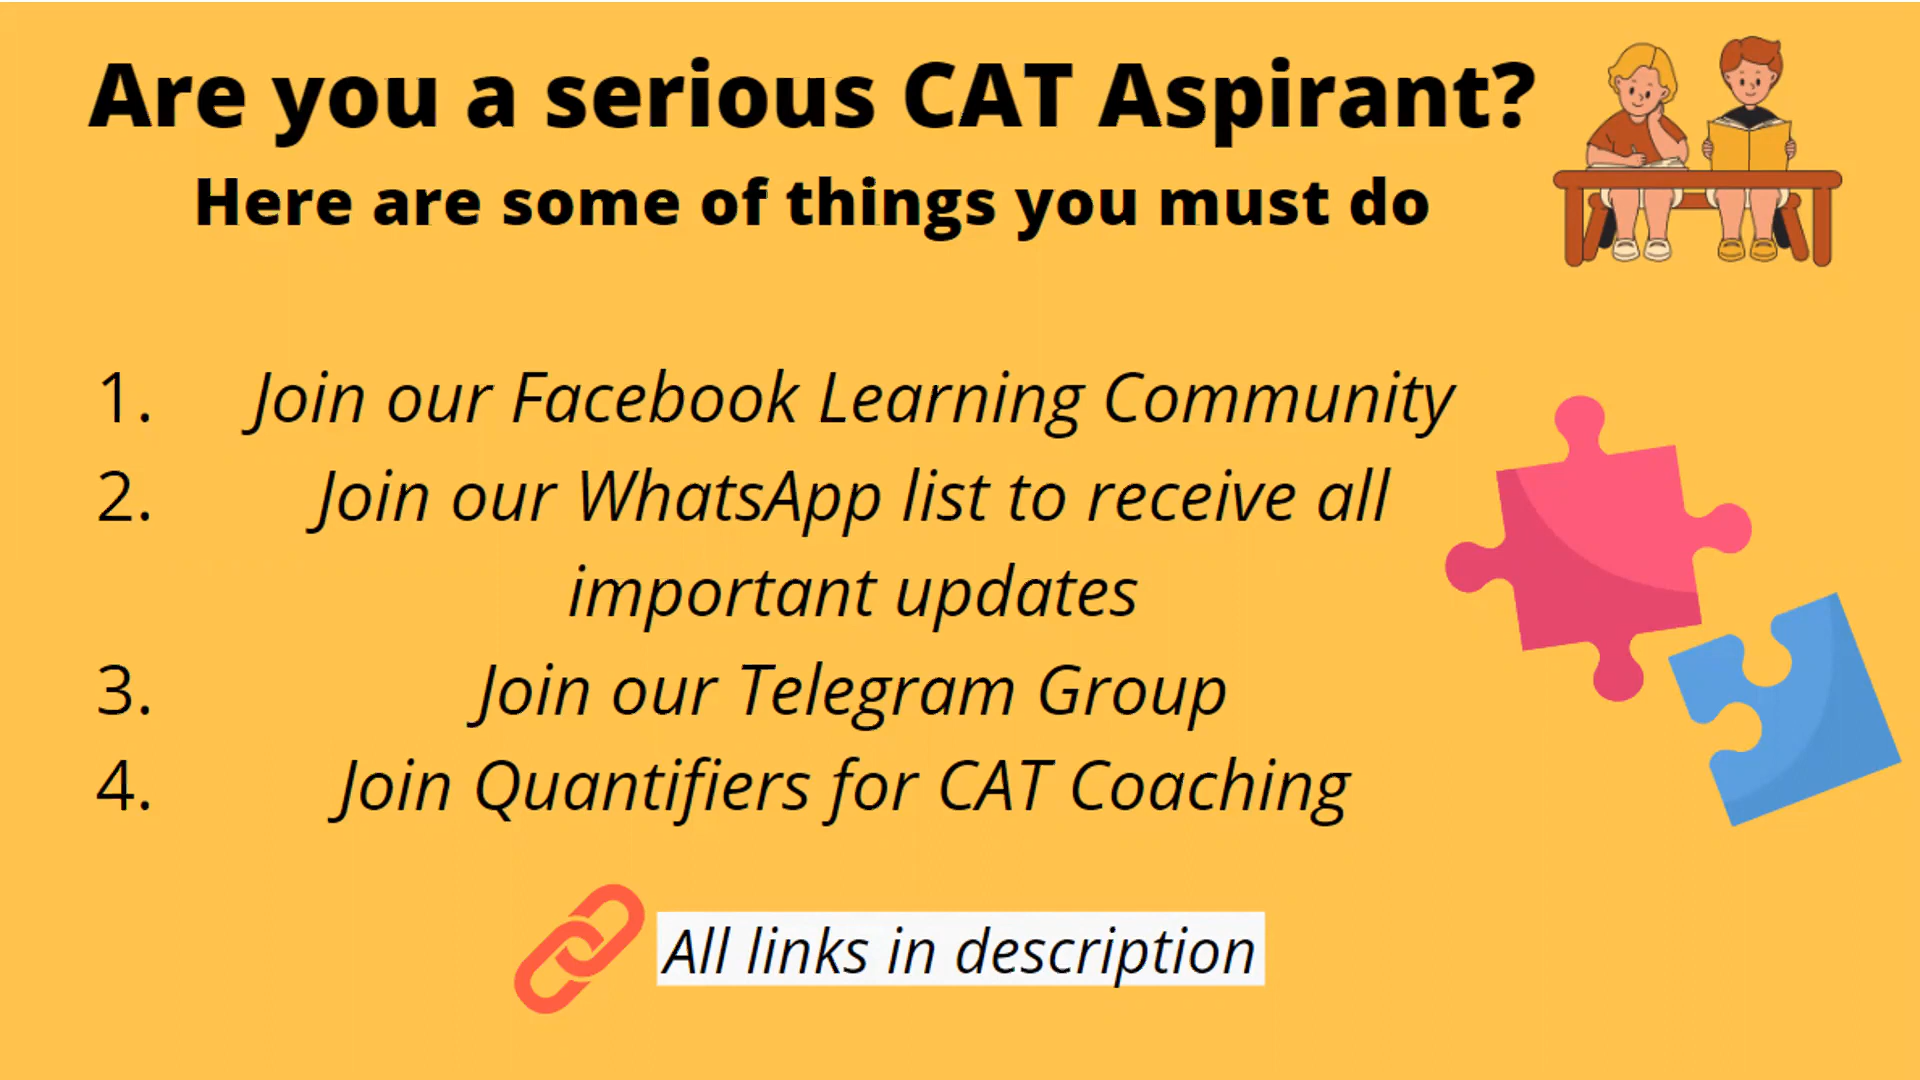 Are you a serious CAT Aspirant?
Here are some of things you must do
1. Join our Facebook Learning Community
2. Join our WhatsApp list to receive all
important updates
3. Join our Telegram Group
4. Join Quantifiers for CAT Coaching
All links in description